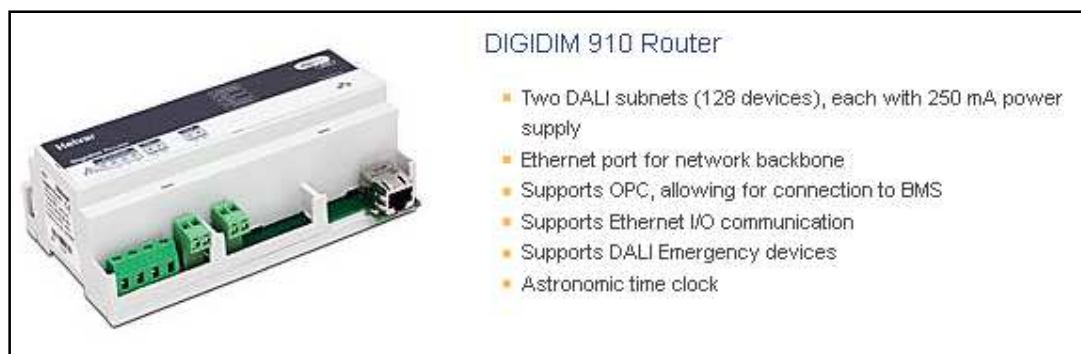 DIGIDIM 910 Router
Two DALI subnets (128 devices), each with 250 mA power
supply
Ethernet port for network backbone
Supports OPC, allowing for connection to BMS
Supports Ethernet I/O communication
Supports DALI Emergency devices
Astronomic time clock
Helvar